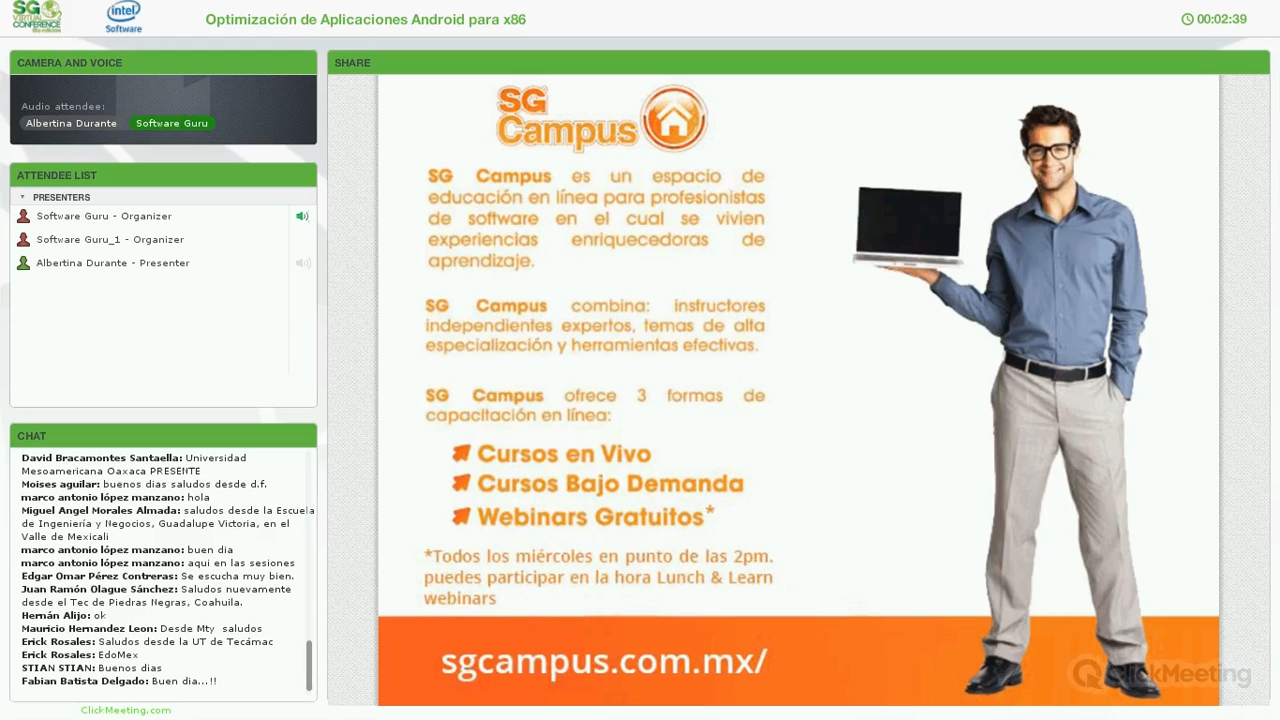 SG
VIRTUAL
CONFERENCE
intel
Software
Optimización de Aplicaciones Android para x86
00:02:39
CAMERA AND VOICE
Audio attendee:
Albertina Durante
Software Guru
ATTENDEE LIST
PRESENTERS
Software Guru - Organizer
Software Guru_1 - Organizer
Albertina Durante - Presenter
CHAT
David Bracamontes Santaella: Universidad
Mesoamericana Oaxaca PRESENTE
Moises aguilar: buenos dias saludos desde d.f.
marco antonio lópez manzano: hola
Miguel Angel Morales Almada: saludos desde la Escuela
de Ingeniería y Negocios, Guadalupe Victoria, en el
Valle de Mexicali
marco antonio lópez manzano: buen dia
marco antonio lópez manzano: aqui en las sesiones
Edgar Omar Pérez Contreras: Se escucha muy bien.
Juan Ramón Olague Sánchez: Saludos nuevamente
desde el Tec de Piedras Negras, Coahuila.
Hernán Alijo: ok
Mauricio Hernandez Leon: Desde Mty saludos
Erick Rosales: Saludos desde la UT de Tecámac
Erick Rosales: EdoMex
STIAN STIAN: Buenos dias
Fabian Batista Delgado: Buen dia...!!
ClickMeeting.com
SHARE
SG
Campus
SG Campus es un espacio de
educación en línea para profesionistas
de software en el cual se vivien
experiencias enriquecedoras de
aprendizaje.
SG Campus combina: instructores
independientes expertos, temas de alta
especialización y herramientas efectivas.
SG Campus ofrece 3 formas de
capacitación en línea:
Cursos en Vivo
Cursos Bajo Demanda
Webinars Gratuitos*
*Todos los miércoles en punto de las 2pm.
puedes participar en la hora Lunch & Learn
webinars
sgcampus.com.mx/
ClickMeeting